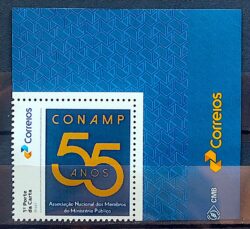 CONAMP
55
ANOS
Associação Nacional dos Membros
do Ministério Público
Correios
1º Porte
da Carta
Correios
CMB